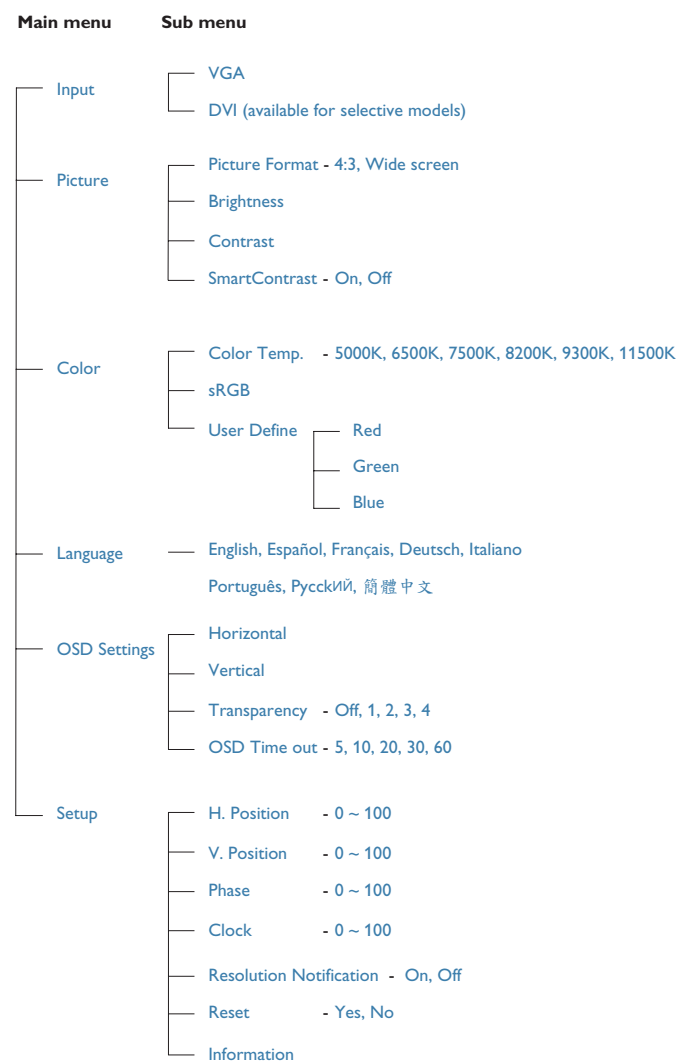 Main menu Sub menu
Input
VGA
DVI (available for selective models)
Picture
Picture Format - 4:3, Wide screen
Brightness
Contrast
SmartContrast - On, Off
Color
Color Temp. - 5000K, 6500K, 7500K, 8200K, 9300K, 11500K
sRGB
User Define
Red
Green
Blue
Language
English, Español, Français, Deutsch, Italiano
Português, РусскИЙ, 簡體中文
OSD Settings
Horizontal
Vertical
Transparency - Off, 1, 2, 3, 4
OSD Time out - 5, 10, 20, 30, 60
Setup
H. Position - 0 ~ 100
V. Position - 0 ~ 100
Phase - 0 ~ 100
Clock - 0 ~ 100
Resolution Notification - On, Off
Reset - Yes, No
Information